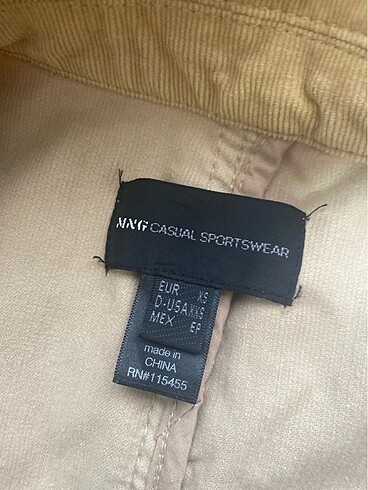 MNG CASUAL SPORTSWEAR
EUR XS
D-USA XXS
MEX EP
made in
CHINA
RN#115455